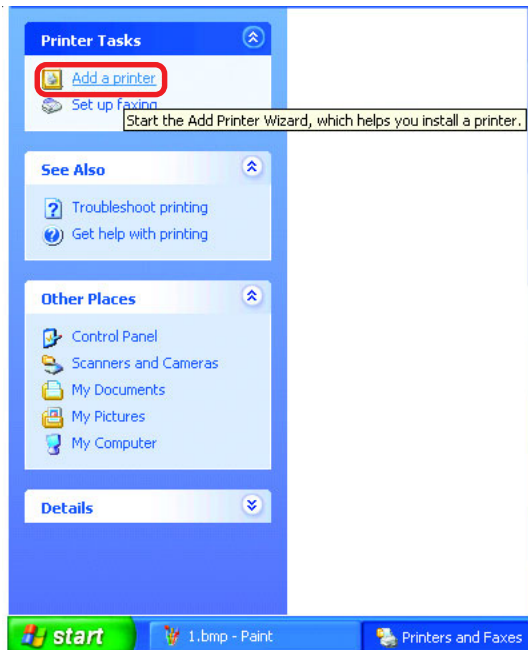 Printer Tasks
Add a printer
Set up faxing
Start the Add Printer Wizard, which helps you install a printer.
See Also
Troubleshoot printing
Get help with printing
Other Places
Control Panel
Scanners and Cameras
My Documents
My Pictures
My Computer
Details
start
1.bmp - Paint
Printers and Faxes